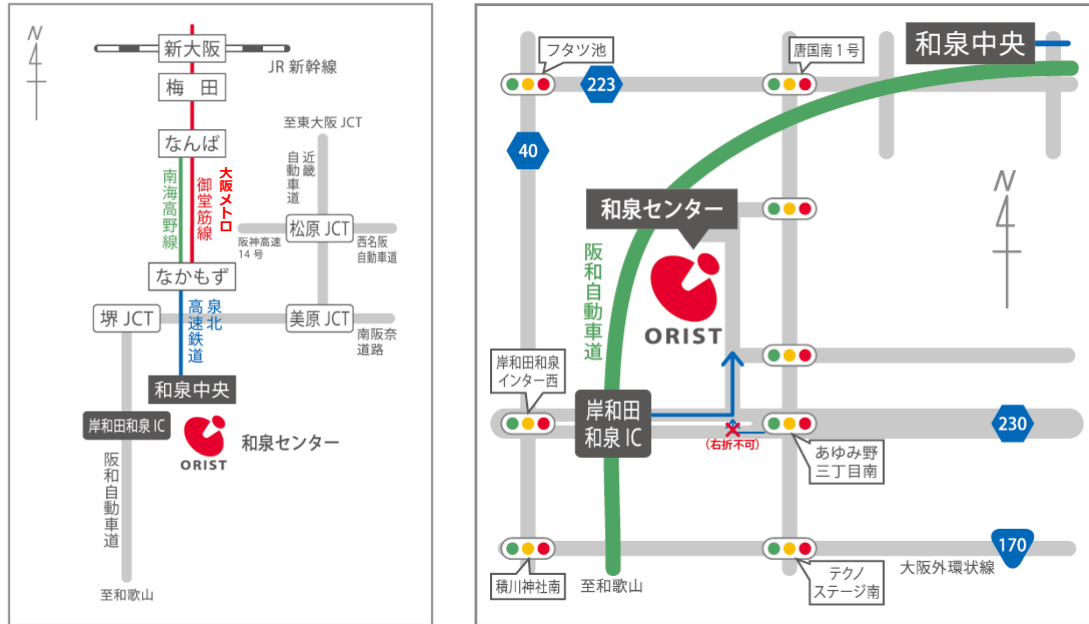 N
新大阪
JR 新幹線
梅 田
なんば
至東大阪 JCT
近畿
自動車道
南海高野線
大阪メトロ
御堂筋線
松原 JCT
阪神高速
14 号
西名阪
自動車道
なかもず
堺 JCT
泉北
高速鉄道
美原 JCT
南阪奈
道路
和泉中央
岸和田和泉 IC
ORIST
和泉センター
阪和自動車道
至和歌山
フタツ池
唐国南 1 号
和泉中央
223
40
N
和泉センター
阪和自動車道
ORIST
岸和田和泉
インター西
岸和田
和泉 IC
(右折不可)
230
あゆみ野
三丁目南
170
大阪外環状線
積川神社南
至和歌山
テクノ
ステージ南